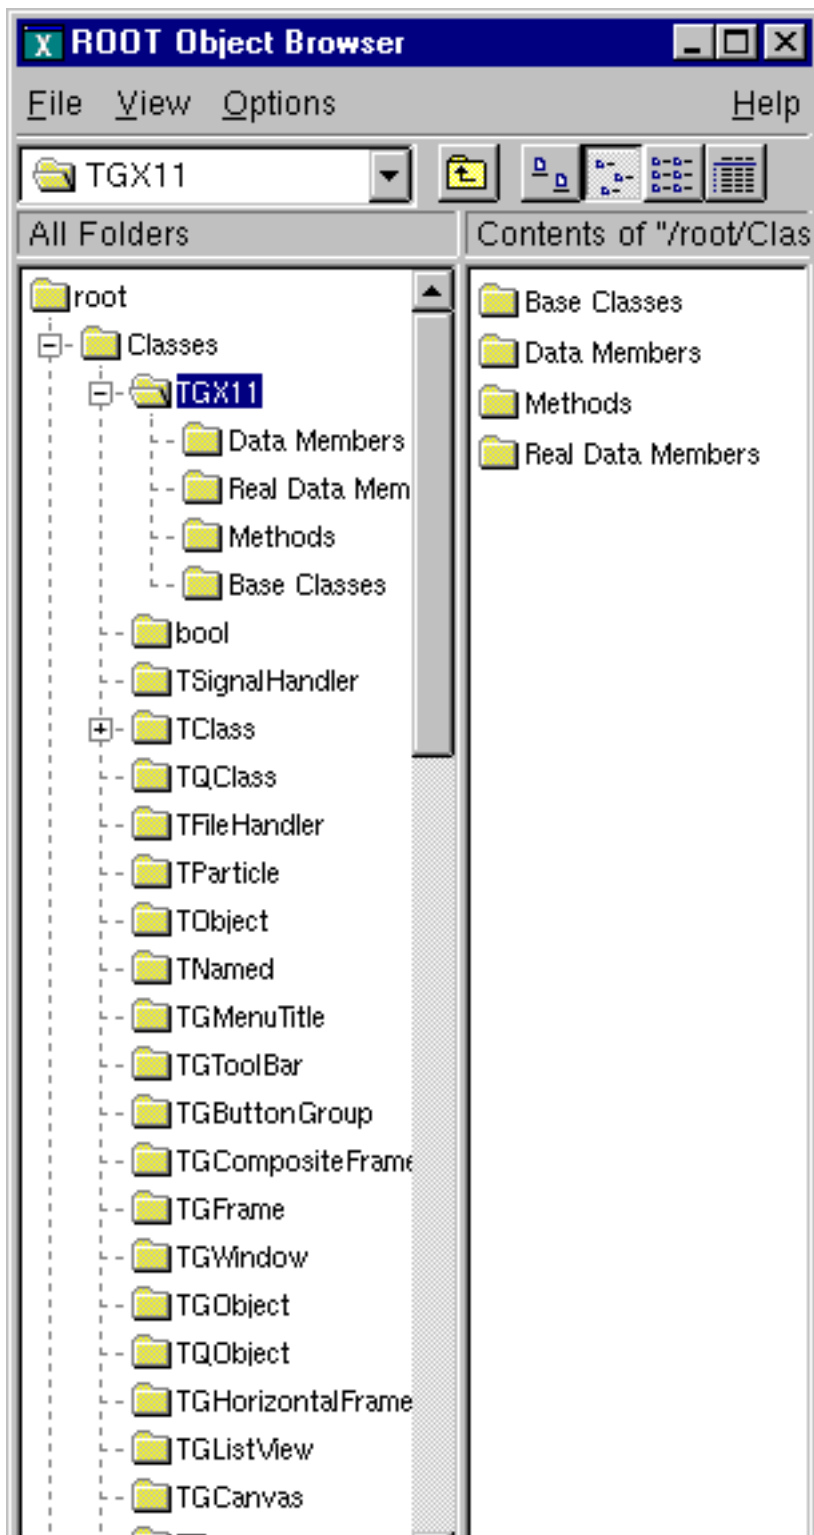 ROOT Object Browser
File View Options Help
TGX11
All Folders
Contents of "/root/Clas
root
Classes
TGX11
Data Members
Real Data Mem
Methods
Base Classes
bool
TSignalHandler
TClass
TQClass
TFileHandler
TParticle
TObject
TNamed
TGMenuTitle
TGToolBar
TGButtonGroup
TGCompositeFrame
TGFrame
TGWindow
TGObject
TQObject
TGHorizontalFrame
TGListView
TGCanvas
Base Classes
Data Members
Methods
Real Data Members